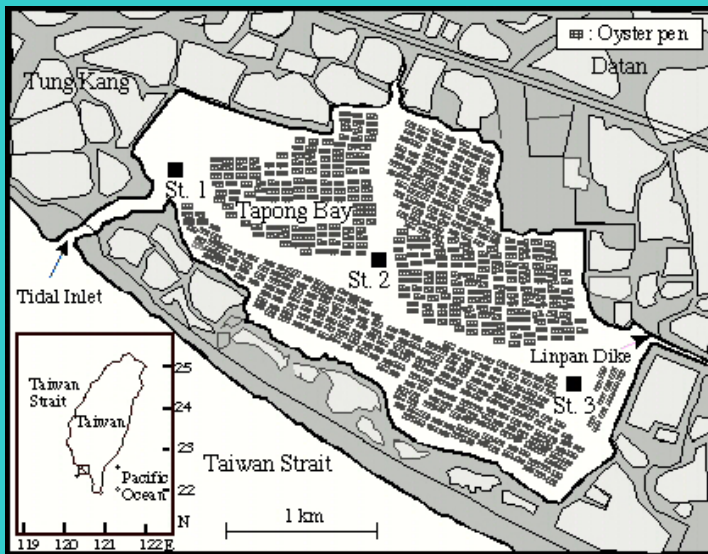 : Oyster pen
Tung Kang
Datan
St. 1
Tapong Bay
St. 2
Tidal Inlet
Linpan Dike
St. 3
Taiwan
Strait
Taiwan
Pacific
Ocean
25
24
23
22
N
119 120 121 122 E
Taiwan Strait
1 km